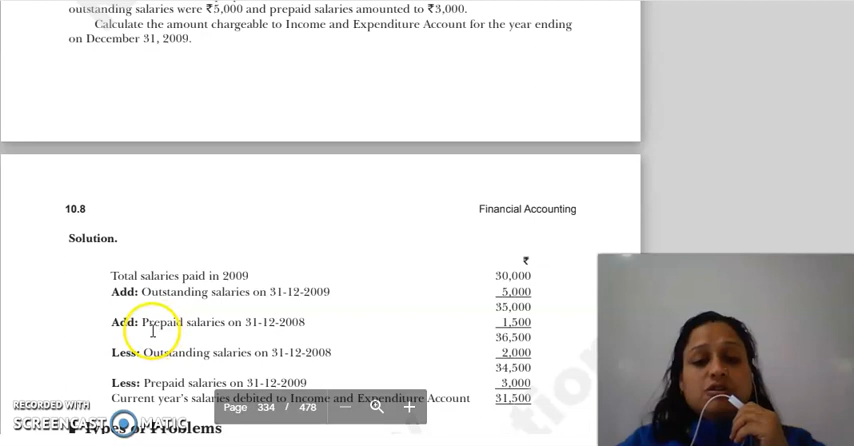 outstanding salaries were ₹5,000 and prepaid salaries amounted to ₹3,000.
Calculate the amount chargeable to Income and Expenditure Account for the year ending
on December 31, 2009.
10.8 Financial Accounting
Solution.
₹
Total salaries paid in 2009 30,000
Add: Outstanding salaries on 31-12-2009 5,000
35,000
Add: Prepaid salaries on 31-12-2008 1,500
36,500
Less: Outstanding salaries on 31-12-2008 2,000
34,500
Less: Prepaid salaries on 31-12-2009 3,000
Current year's salaries debited to Income and Expenditure Account 31,500
Page 334 / 478
RECORDED WITH
SCREENCAST MATIC
Types of Problems